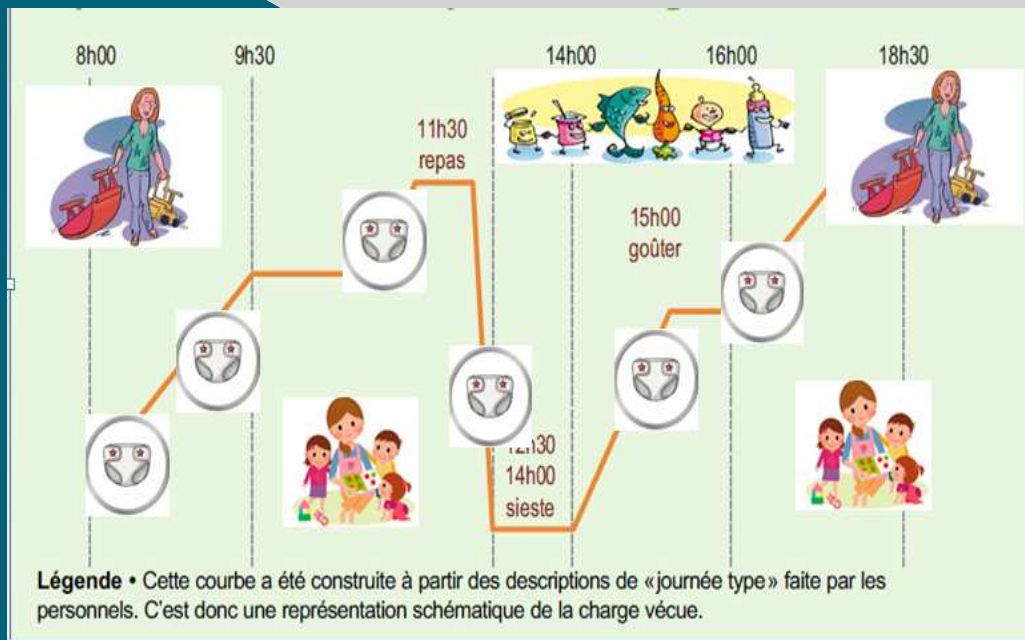 8h00
9h30
14h00
16h00
18h30
11h30
repas
15h00
goûter
12h30
14h00
sieste
Légende • Cette courbe a été construite à partir des descriptions de «journée type» faite par les
personnels. C'est donc une représentation schématique de la charge vécue.